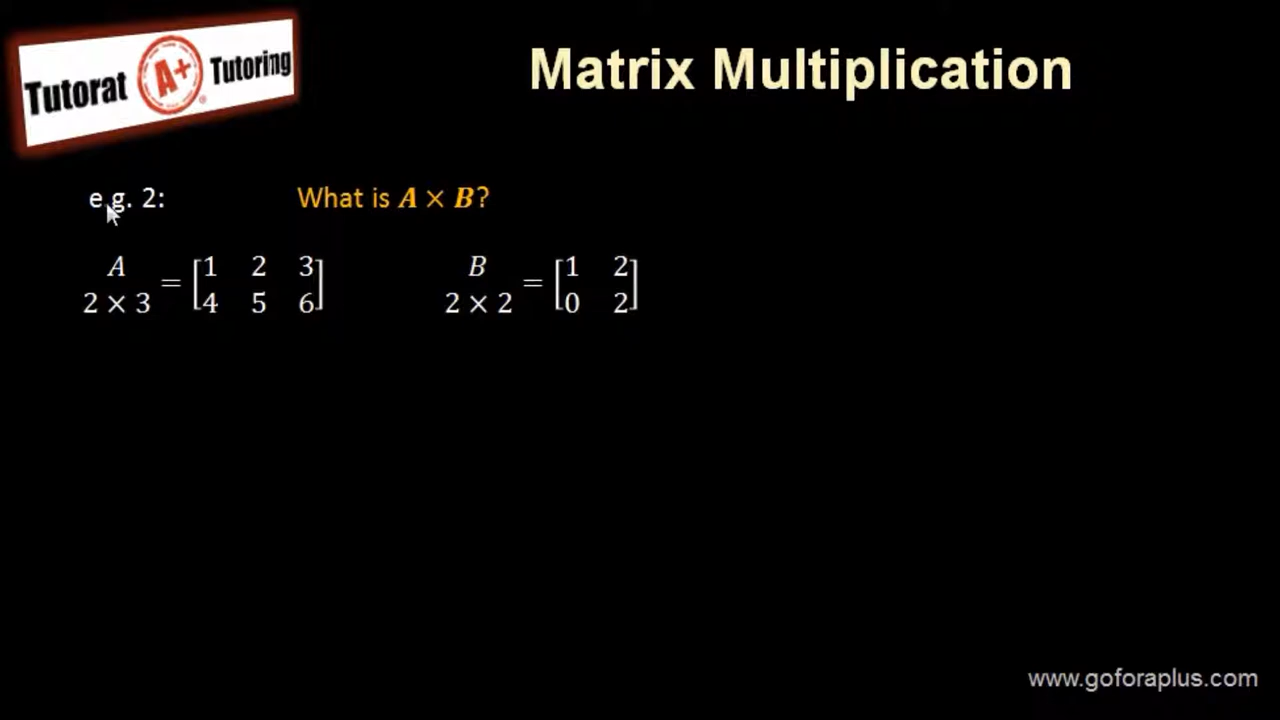 Tutorat A+ Tutoring
Matrix Multiplication
e.g. 2: What is A × B?
A 2 × 3 = [1 2 3
4 5 6]
B 2 × 2 = [1 2
0 2]
www.goforaplus.com